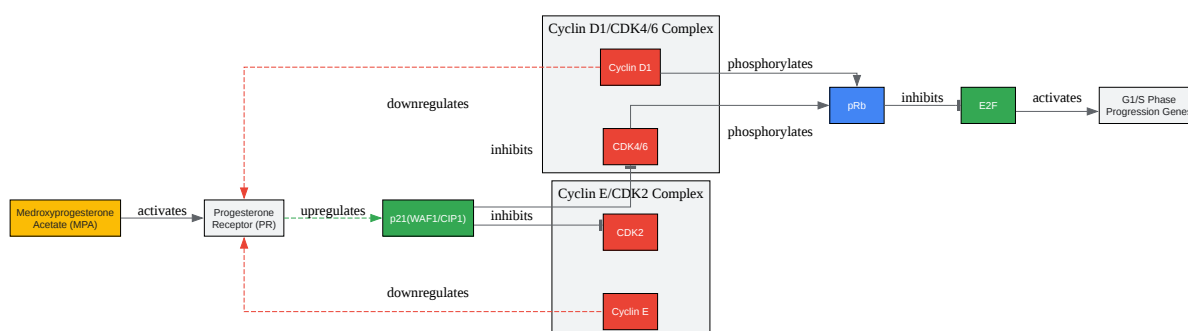 Cyclin D1/CDK4/6 Complex
Cyclin D1
phosphorylates
downregulates
pRb
inhibits
E2F
activates
G1/S Phase
Progression Genes
phosphorylates
CDK4/6
inhibits
Cyclin E/CDK2 Complex
Medroxyprogesterone
Acetate (MPA)
activates
Progesterone
Receptor (PR)
upregulates
p21(WAF1/CIP1)
inhibits
CDK2
downregulates
Cyclin E